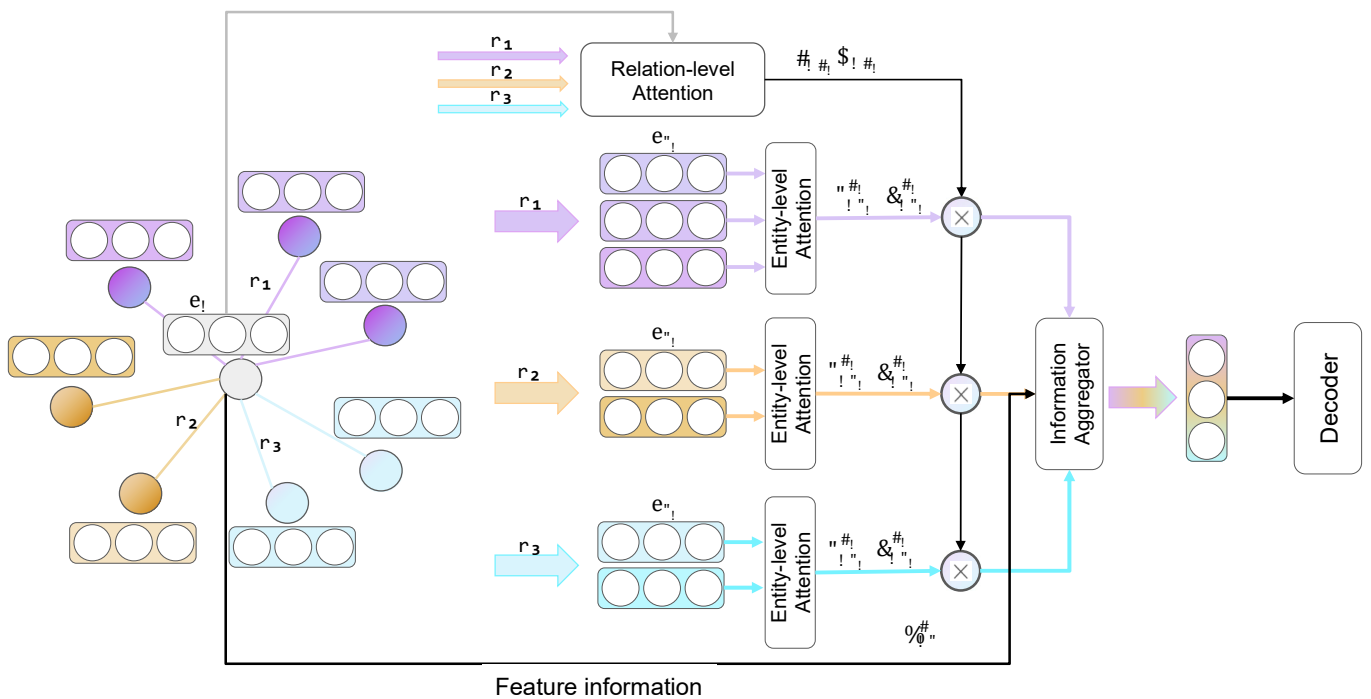 r₁
r₂
r₃
Relation-level
Attention
r₁
r₂
r₃
e!
r₁
e"!
Entity-level
Attention
r₂
e"!
Entity-level
Attention
r₃
e"!
Entity-level
Attention
Information
Aggregator
Decoder
Feature information